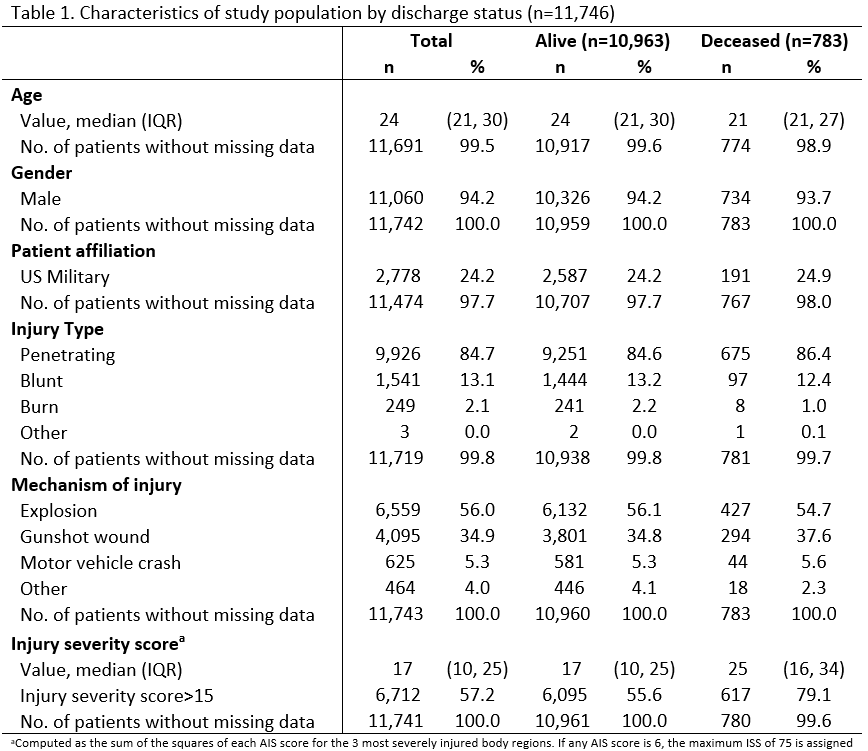 Table 1. Characteristics of study population by discharge status (n=11,746)
Total Alive (n=10,963) Deceased (n=783)
n % n % n %
Age
Value, median (IQR) 24 (21, 30) 24 (21, 30) 21 (21, 27)
No. of patients without missing data 11,691 99.5 10,917 99.6 774 98.9
Gender
Male 11,060 94.2 10,326 94.2 734 93.7
No. of patients without missing data 11,742 100.0 10,959 100.0 783 100.0
Patient affiliation
US Military 2,778 24.2 2,587 24.2 191 24.9
No. of patients without missing data 11,474 97.7 10,707 97.7 767 98.0
Injury Type
Penetrating 9,926 84.7 9,251 84.6 675 86.4
Blunt 1,541 13.1 1,444 13.2 97 12.4
Burn 249 2.1 241 2.2 8 1.0
Other 3 0.0 2 0.0 1 0.1
No. of patients without missing data 11,719 99.8 10,938 99.8 781 99.7
Mechanism of injury
Explosion 6,559 56.0 6,132 56.1 427 54.7
Gunshot wound 4,095 34.9 3,801 34.8 294 37.6
Motor vehicle crash 625 5.3 581 5.3 44 5.6
Other 464 4.0 446 4.1 18 2.3
No. of patients without missing data 11,743 100.0 10,960 100.0 783 100.0
Injury severity scoreᵃ
Value, median (IQR) 17 (10, 25) 17 (10, 25) 25 (16, 34)
Injury severity score>15 6,712 57.2 6,095 55.6 617 79.1
No. of patients without missing data 11,741 100.0 10,961 100.0 780 99.6
ᵃComputed as the sum of the squares of each AIS score for the 3 most severely injured body regions. If any AIS score is 6, the maximum ISS of 75 is assigned